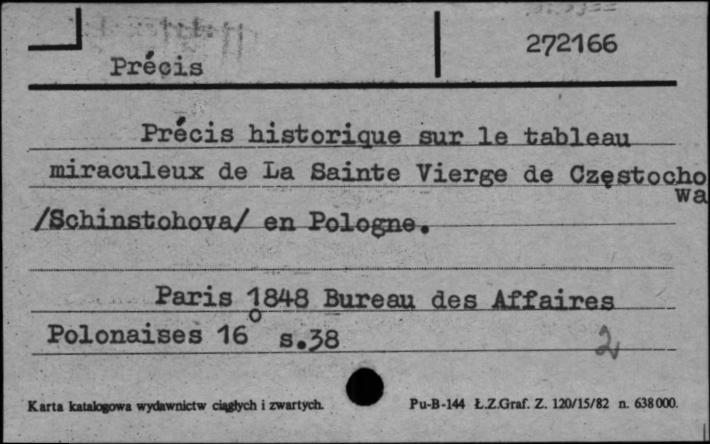 272166
Précis
Précis historique sur le tableau
miraculeux de La Sainte Vierge de Częstocho
wa
/Schinstohova/ en Pologne.
Paris 1848 Bureau des Affaires
Polonaises 16° s.38
2
Karta katalogowa wydawnictw ciągłych i zwartych. Pu-B-144 Ł.Z.Graf. Z. 120/15/82 n. 638000.